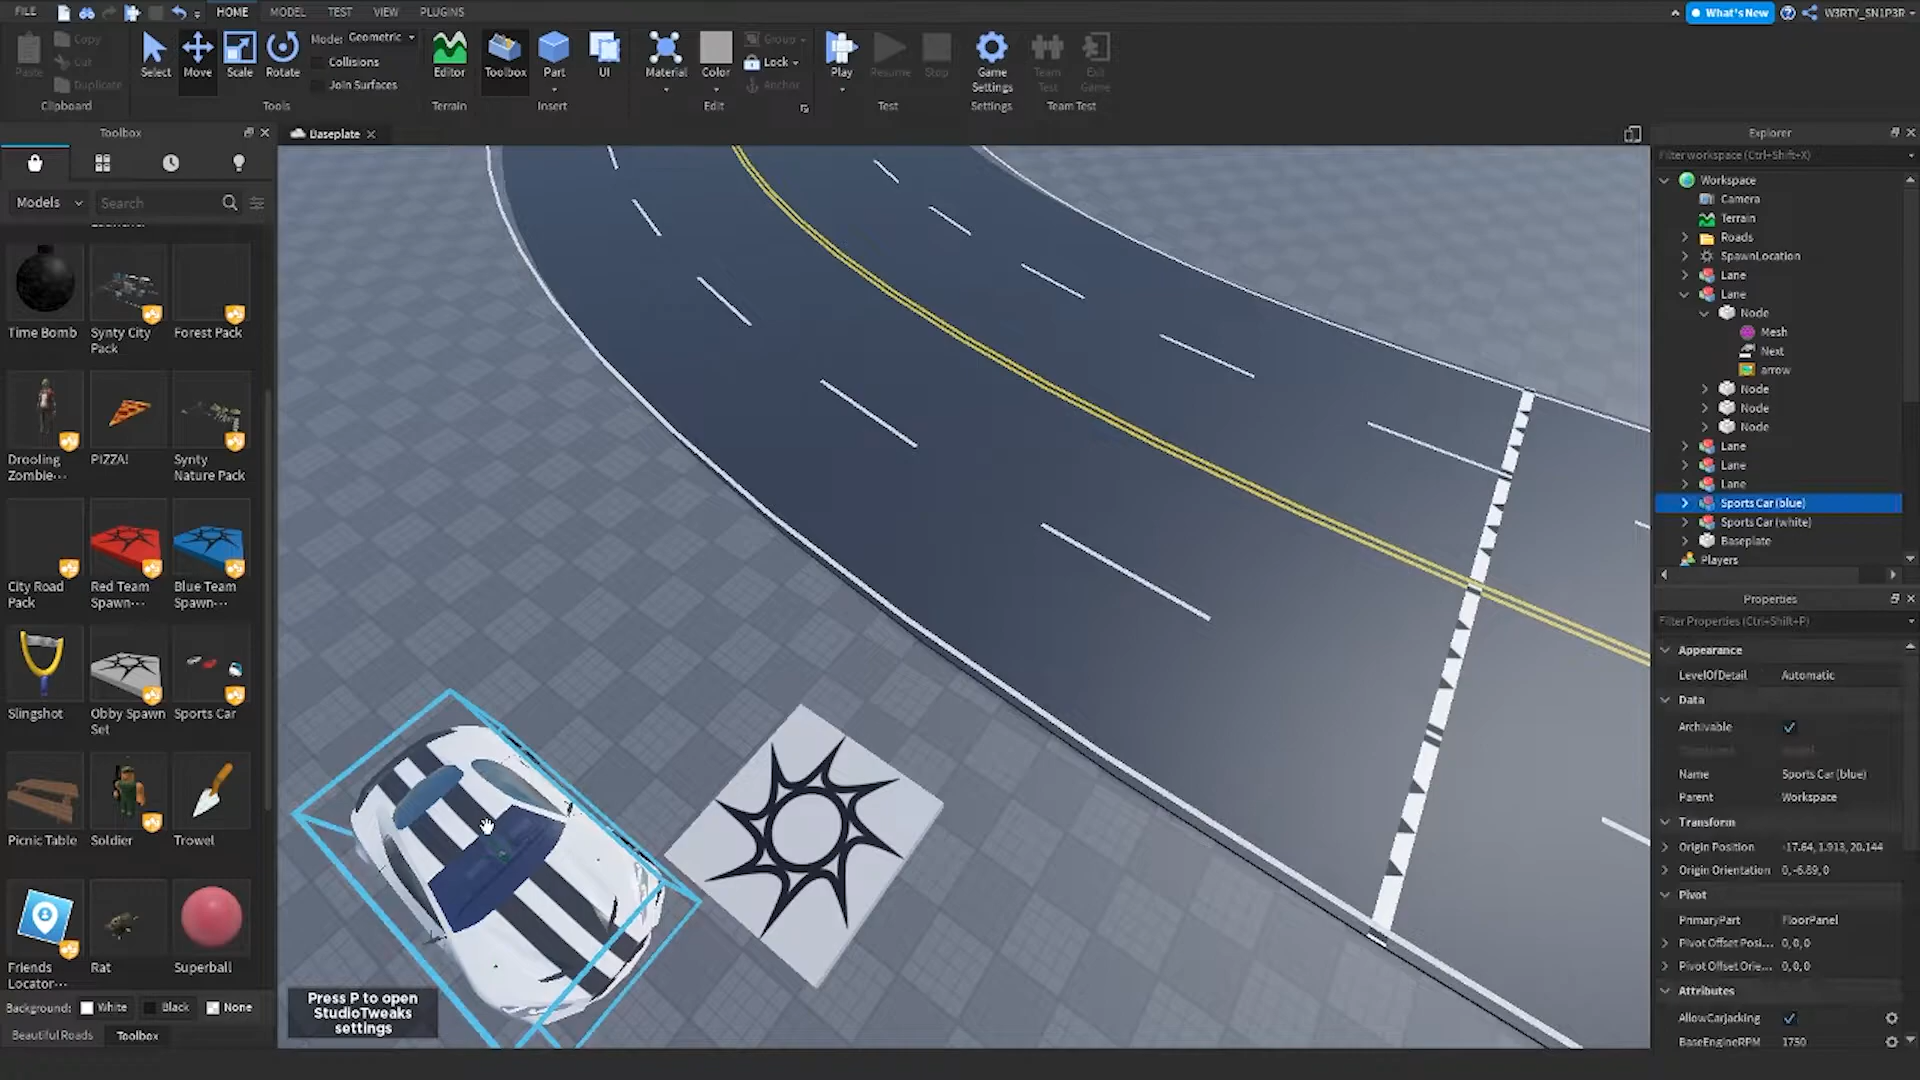 FILE HOME MODEL TEST VIEW PLUGINS What's New W3RTY_SN1P3R
Paste Copy Cut Duplicate
Clipboard
Select Move Scale Rotate
Mode: Geometric
Collisions
Join Surfaces
Tools
Editor
Terrain
Toolbox Part UI
Insert
Material Color Group Lock Anchor
Edit
Play Resume Stop
Test
Game Settings
Settings
Team Test Exit Game
Team Test
Toolbox
Baseplate
Models Search
Time Bomb
Synty City Pack
Forest Pack
Drooling Zombie...
PIZZA!
Synty Nature Pack
City Road Pack
Red Team Spawn...
Blue Team Spawn...
Slingshot
Obby Spawn Set
Sports Car
Picnic Table
Soldier
Trowel
Friends Locator...
Rat
Superball
Background: White Black None
Beautiful Roads Toolbox
Press P to open
StudioTweaks
settings
Explorer
Filter workspace (Ctrl+Shift+X)
Workspace
Camera
Terrain
Roads
SpawnLocation
Lane
Lane
Node
Mesh
Next
arrow
Node
Node
Node
Lane
Lane
Lane
Sports Car (blue)
Sports Car (white)
Baseplate
Players
Properties
Filter Properties (Ctrl+Shift+P)
Appearance
LevelOfDetail Automatic
Data
Archivable
Name Sports Car (blue)
Parent Workspace
Transform
Origin Position -17.64, 1.913, 20.144
Origin Orientation 0,-6.89, 0
Pivot
PrimaryPart FloorPanel
Pivot Offset Posi... 0, 0, 0
Pivot Offset Orie... 0, 0, 0
Attributes
AllowCarjacking
BaseEngineRPM 1750